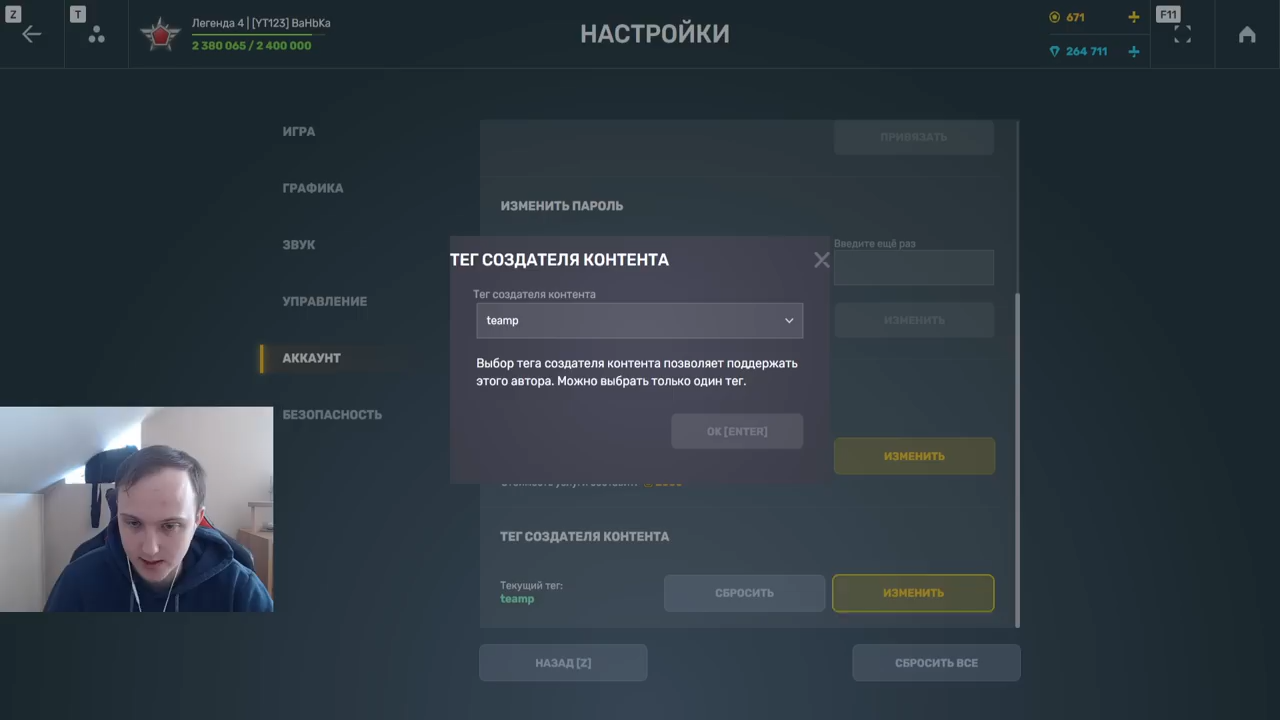 Z
T
Легенда 4 | [YT123] BaHbKa
2 380 065 / 2 400 000
НАСТРОЙКИ
671
264 711
F11
ИГРА
ГРАФИКА
ЗВУК
УПРАВЛЕНИЕ
АККАУНТ
БЕЗОПАСНОСТЬ
ПРИВЯЗАТЬ
ИЗМЕНИТЬ ПАРОЛЬ
Введите ещё раз
ИЗМЕНИТЬ
ТЕГ СОЗДАТЕЛЯ КОНТЕНТА
Тег создателя контента
teamp
Выбор тега создателя контента позволяет поддержать
этого автора. Можно выбрать только один тег.
OK [ENTER]
ИЗМЕНИТЬ
ТЕГ СОЗДАТЕЛЯ КОНТЕНТА
Текущий тег:
teamp
СБРОСИТЬ
ИЗМЕНИТЬ
НАЗАД [Z]
СБРОСИТЬ ВСЕ